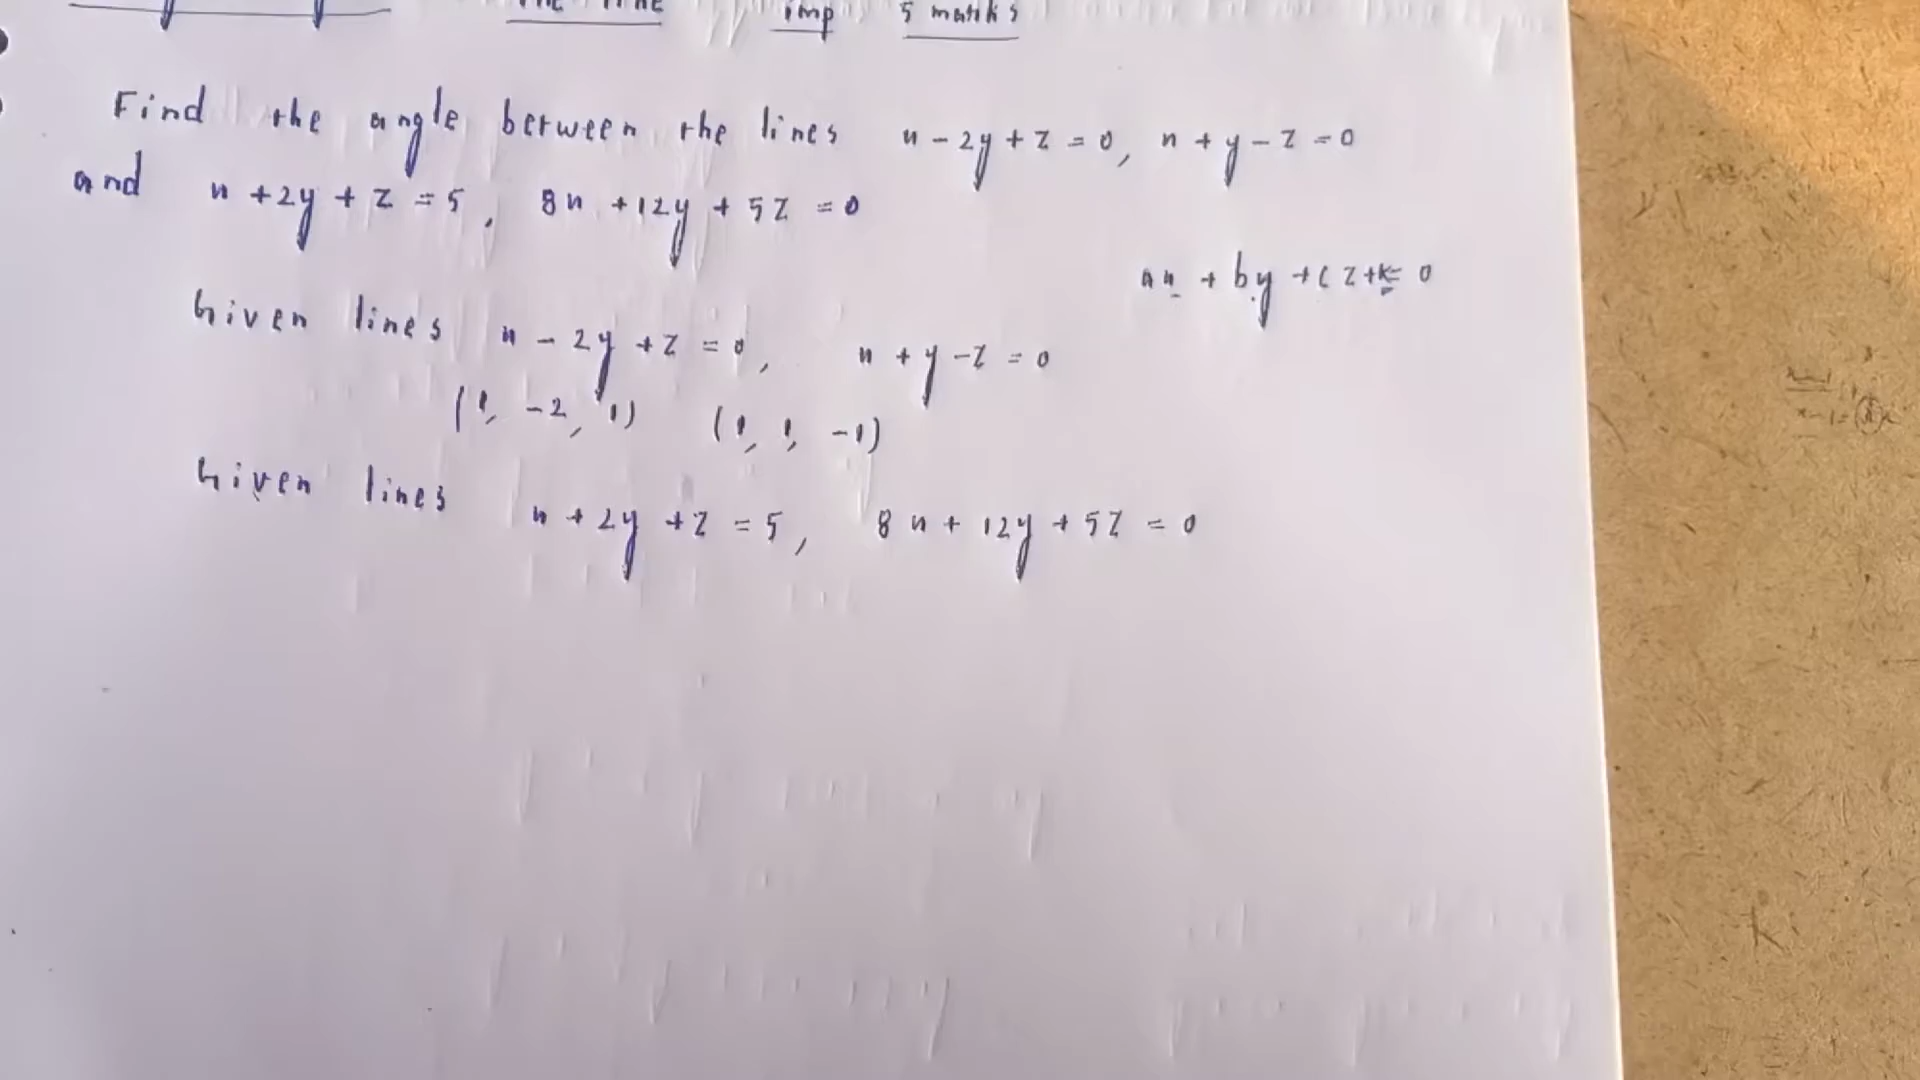 imp 5 marks
Find the angle between the lines x - 2y + z = 0, x + y - z = 0
and x + 2y + z = 5, 8x + 12y + 5z = 0
ax + by + cz + k = 0
Given lines x - 2y + z = 0, x + y - z = 0
(1, -2, 1) (1, 1, -1)
Given lines x + 2y + z = 5, 8x + 12y + 5z = 0